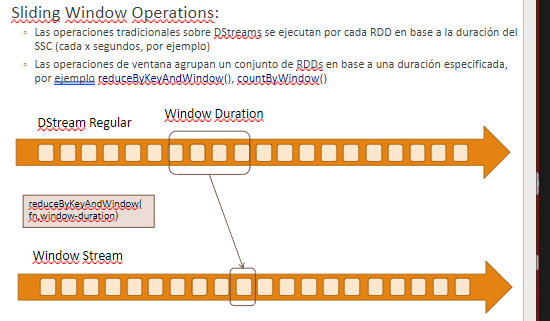 Sliding Window Operations:
◦ Las operaciones tradicionales sobre DStreams se ejecutan por cada RDD en base a la duración del
SSC (cada x segundos, por ejemplo)
◦ Las operaciones de ventana agrupan un conjunto de RDDs en base a una duración especificada,
por ejemplo reduceByKeyAndWindow(), countByWindow()
Window Duration
DStream Regular
reduceByKeyAndWindow(
fn,window-duration)
Window Stream